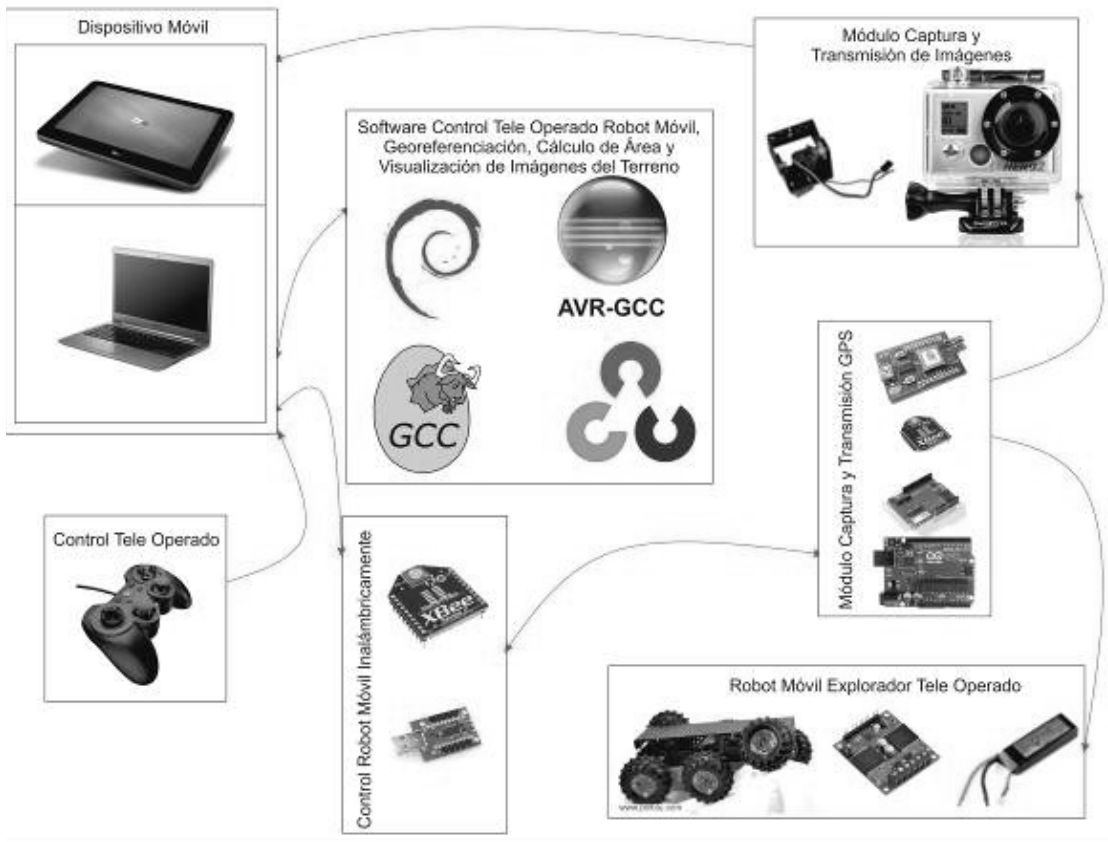 Dispositivo Móvil
Módulo Captura y
Transmisión de Imágenes
HERO2
Software Control Tele Operado Robot Móvil,
Georeferenciación, Cálculo de Área y
Visualización de Imágenes del Terreno
AVR-GCC
GCC
Módulo Captura y Transmisión GPS
XBee
Control Tele Operado
Control Robot Móvil Inalámbricamente
XBee
Robot Móvil Explorador Tele Operado